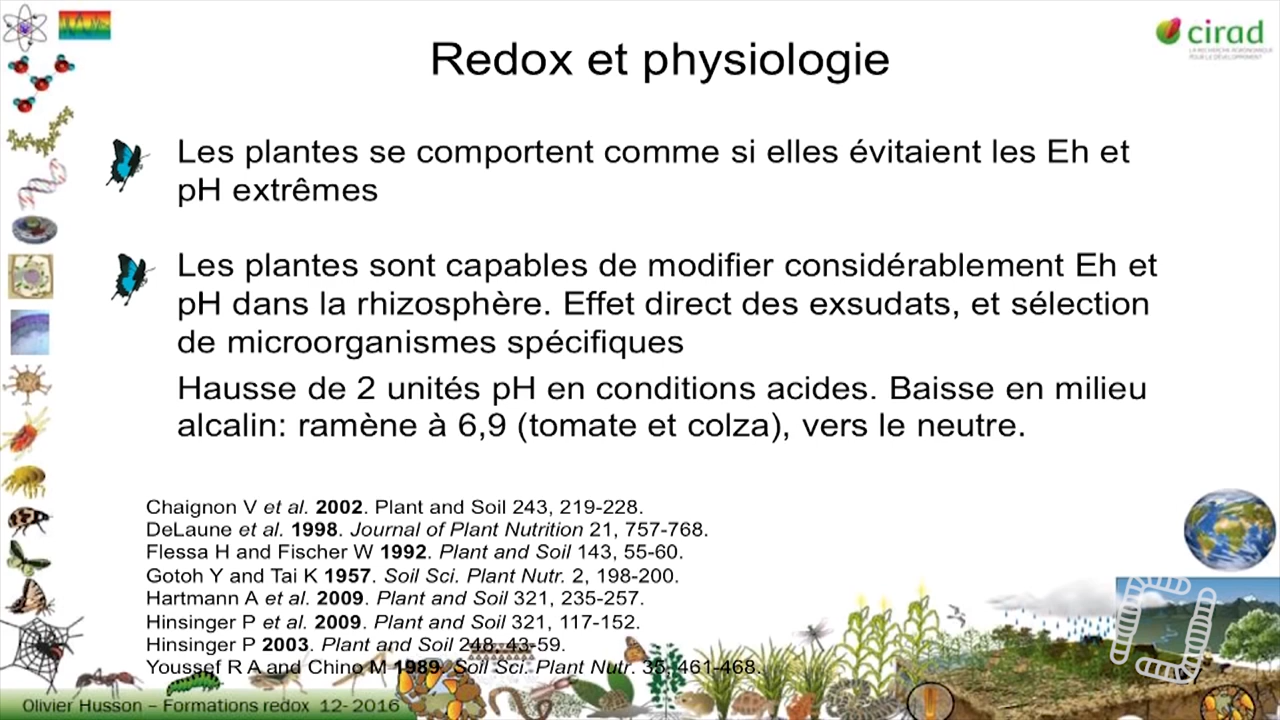 cirad
LA RECHERCHE AGRONOMIQUE
POUR LE DÉVELOPPEMENT
Redox et physiologie
Les plantes se comportent comme si elles évitaient les Eh et
pH extrêmes
Les plantes sont capables de modifier considérablement Eh et
pH dans la rhizosphère. Effet direct des exsudats, et sélection
de microorganismes spécifiques
Hausse de 2 unités pH en conditions acides. Baisse en milieu
alcalin: ramène à 6,9 (tomate et colza), vers le neutre.
Chaignon V et al. 2002. Plant and Soil 243, 219-228.
DeLaune et al. 1998. Journal of Plant Nutrition 21, 757-768.
Flessa H and Fischer W 1992. Plant and Soil 143, 55-60.
Gotoh Y and Tai K 1957. Soil Sci. Plant Nutr. 2, 198-200.
Hartmann A et al. 2009. Plant and Soil 321, 235-257.
Hinsinger P et al. 2009. Plant and Soil 321, 117-152.
Hinsinger P 2003. Plant and Soil 248, 43-59.
Youssef R A and Chino M 1989. Soil Sci. Plant Nutr. 35, 461-468.
Olivier Husson – Formations redox 12- 2016